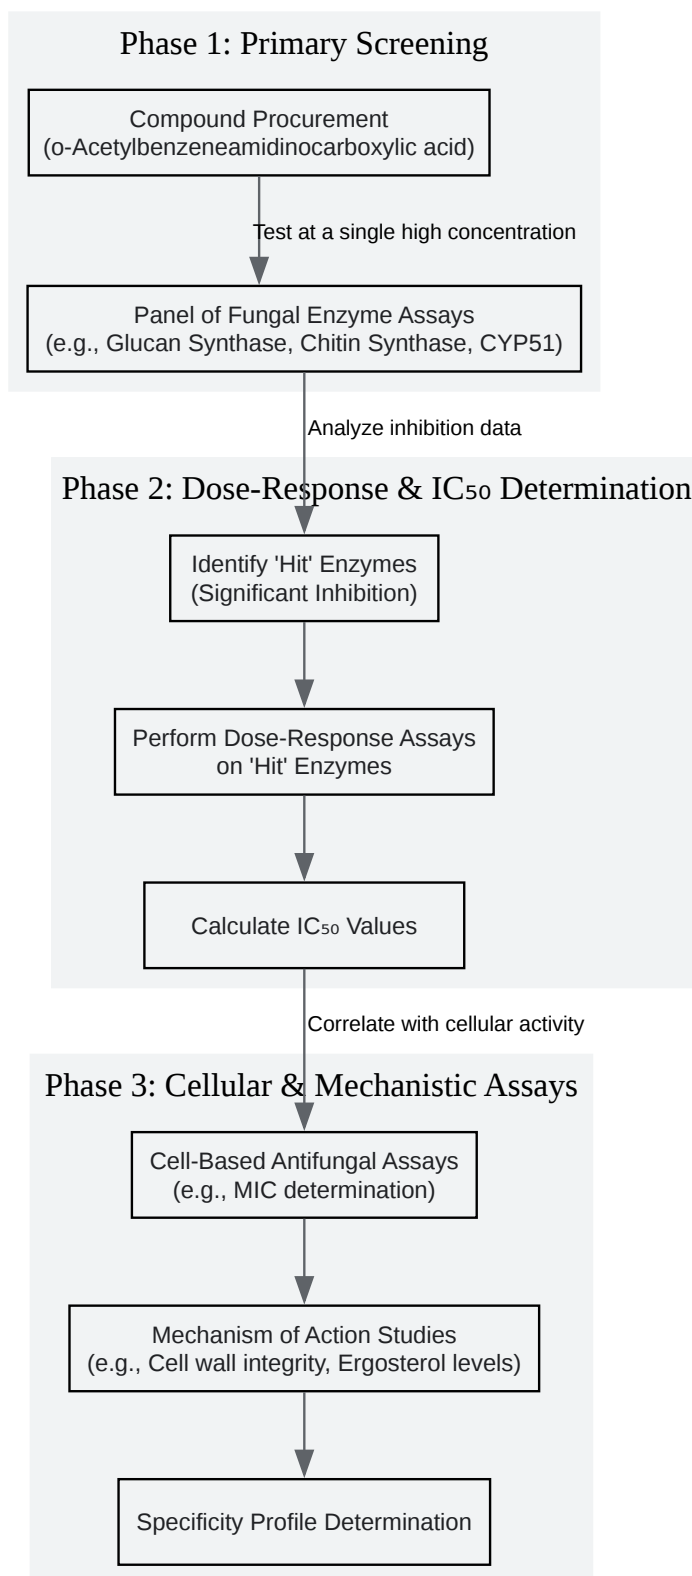 Phase 1: Primary Screening
Compound Procurement
(o-Acetylbenzeneamidinocarboxylic acid)
Test at a single high concentration
Panel of Fungal Enzyme Assays
(e.g., Glucan Synthase, Chitin Synthase, CYP51)
Analyze inhibition data
Phase 2: Dose-Response & IC₅₀ Determination
Identify 'Hit' Enzymes
(Significant Inhibition)
Perform Dose-Response Assays
on 'Hit' Enzymes
Calculate IC₅₀ Values
Correlate with cellular activity
Phase 3: Cellular & Mechanistic Assays
Cell-Based Antifungal Assays
(e.g., MIC determination)
Mechanism of Action Studies
(e.g., Cell wall integrity, Ergosterol levels)
Specificity Profile Determination